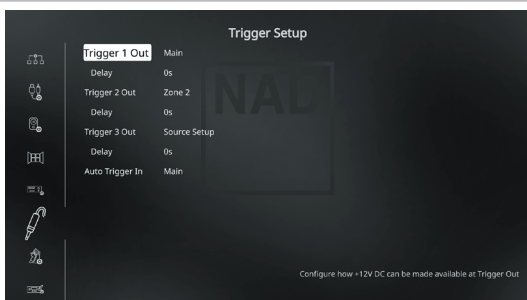 Trigger Setup
Trigger 1 Out Main
Delay 0s
Trigger 2 Out Zone 2
Delay 0s
Trigger 3 Out Source Setup
Delay 0s
Auto Trigger In Main
NAD
Configure how +12V DC can be made available at Trigger Out